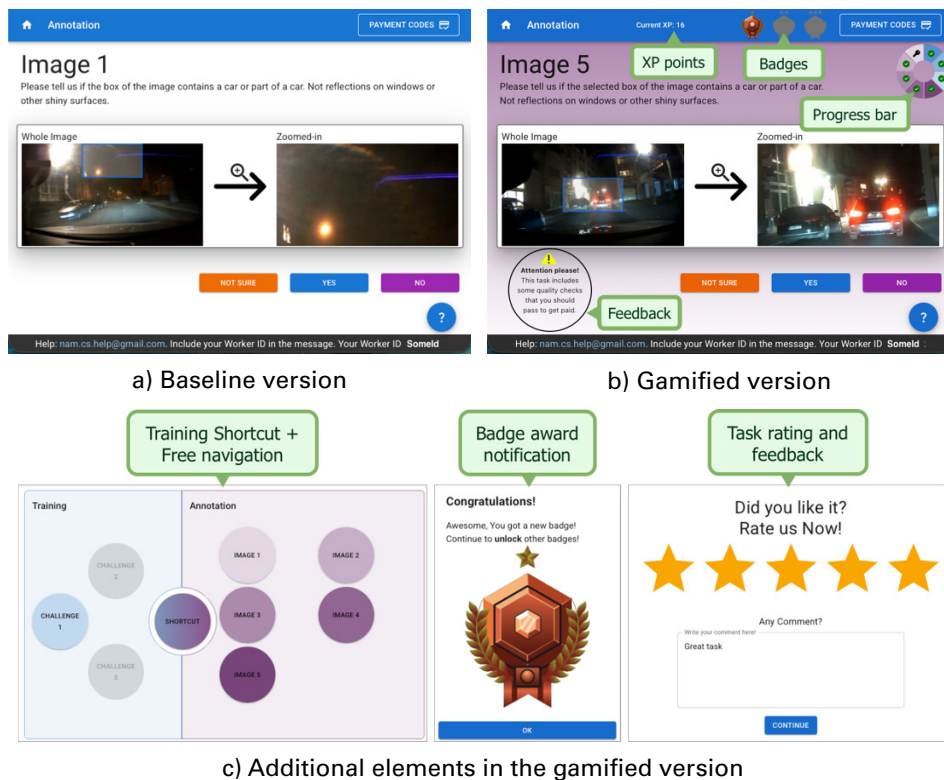 Annotation
PAYMENT CODES
Image 1
Please tell us if the box of the image contains a car or part of a car. Not reflections on windows or
other shiny surfaces.
Whole Image
Zoomed-in
NOT SURE
YES
NO
?
Help: nam.cs.help@gmail.com. Include your Worker ID in the message. Your Worker ID SomeId
a) Baseline version
Annotation
Current XP: 16
PAYMENT CODES
XP points
Badges
Image 5
Please tell us if the selected box of the image contains a car or part of a car.
Not reflections on windows or other shiny surfaces.
Progress bar
Whole Image
Zoomed-in
Attention please!
This task includes
some quality checks
that you should
pass to get paid.
Feedback
NOT SURE
YES
NO
?
Help: nam.cs.help@gmail.com. Include your Worker ID in the message. Your Worker ID SomeId :
b) Gamified version
Training Shortcut +
Free navigation
Training
Annotation
CHALLENGE
2
CHALLENGE
1
CHALLENGE
3
SHORTCUT
IMAGE 1
IMAGE 2
IMAGE 3
IMAGE 4
IMAGE 5
Badge award
notification
Congratulations!
Awesome, You got a new badge!
Continue to unlock other badges!
OK
Task rating and
feedback
Did you like it?
Rate us Now!
Any Comment?
Write your comment here!
Great task
CONTINUE
c) Additional elements in the gamified version